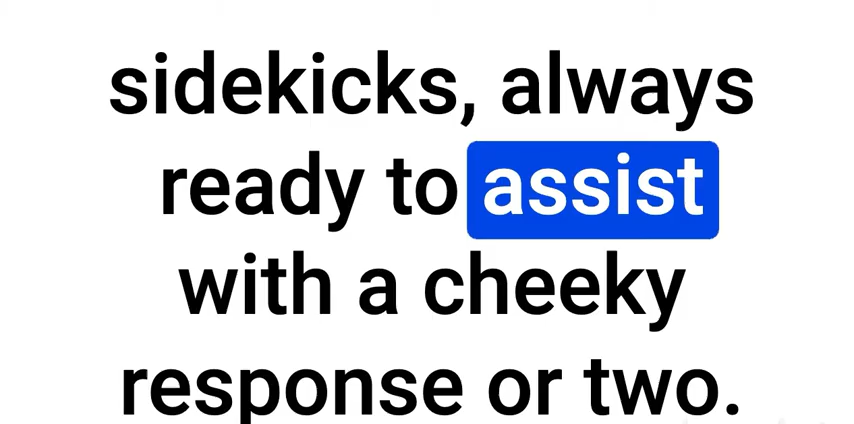 sidekicks, always
ready to assist
with a cheeky
response or two.